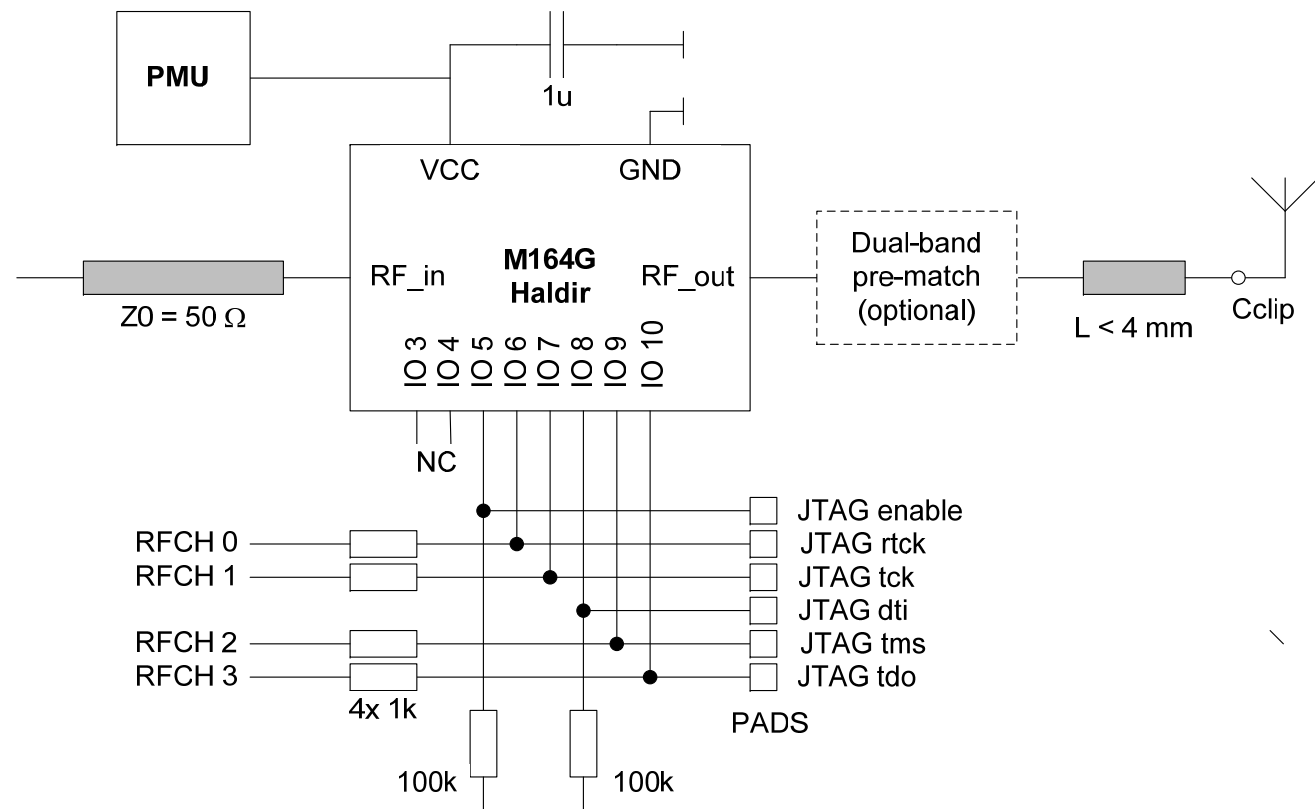 PMU
1u
VCC
GND
RF_in
M164G
Haldir
RF_out
Dual-band
pre-match
(optional)
Z0 = 50 Ω
L < 4 mm
Cclip
IO 3
IO 4
IO 5
IO 6
IO 7
IO 8
IO 9
IO 10
NC
JTAG enable
RFCH 0
JTAG rtck
RFCH 1
JTAG tck
JTAG dti
RFCH 2
JTAG tms
RFCH 3
JTAG tdo
4x 1k
PADS
100k
100k